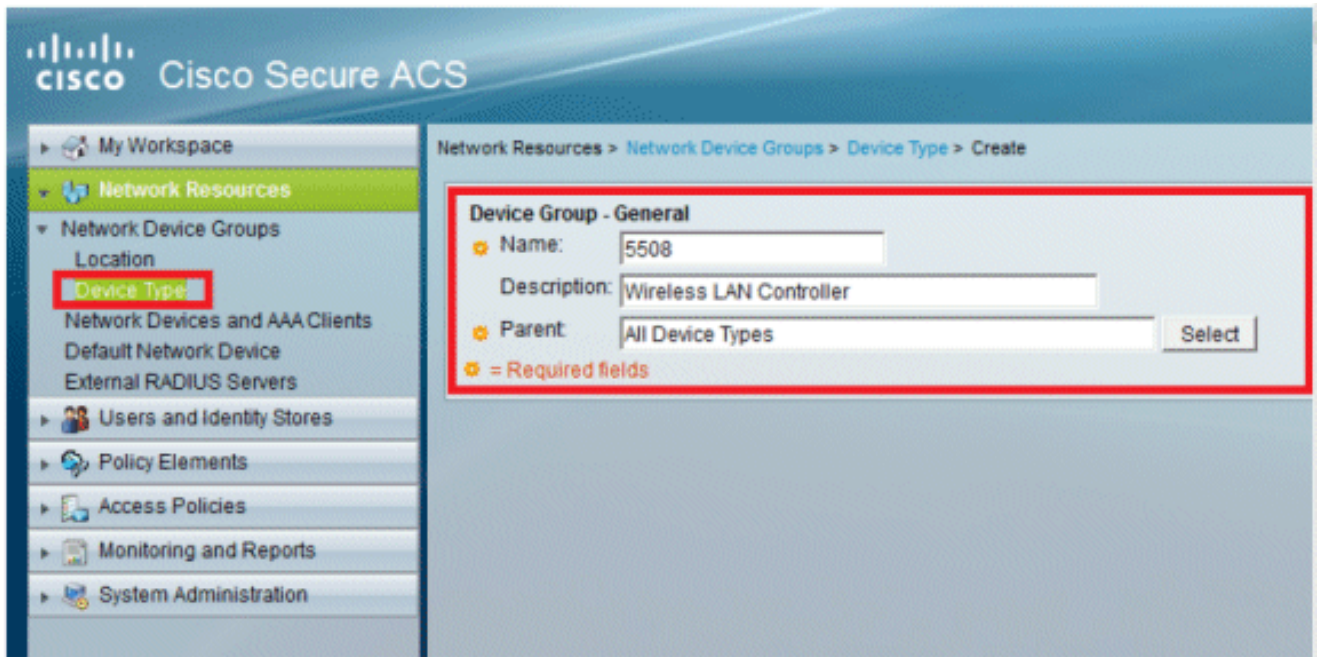 CISCO Cisco Secure ACS
My Workspace
Network Resources
Network Device Groups
Location
Device Type
Network Devices and AAA Clients
Default Network Device
External RADIUS Servers
Users and Identity Stores
Policy Elements
Access Policies
Monitoring and Reports
System Administration
Network Resources > Network Device Groups > Device Type > Create
Device Group - General
Name: 5508
Description: Wireless LAN Controller
Parent: All Device Types Select
= Required fields